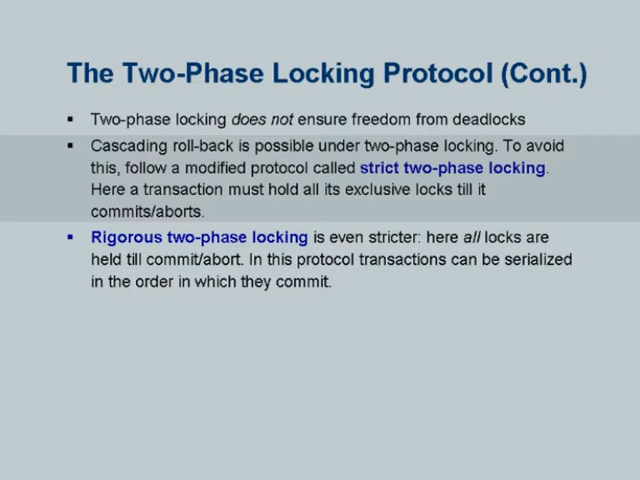 The Two-Phase Locking Protocol (Cont.)
▪ Two-phase locking does not ensure freedom from deadlocks
▪ Cascading roll-back is possible under two-phase locking. To avoid
this, follow a modified protocol called strict two-phase locking.
Here a transaction must hold all its exclusive locks till it
commits/aborts.
▪ Rigorous two-phase locking is even stricter: here all locks are
held till commit/abort. In this protocol transactions can be serialized
in the order in which they commit.